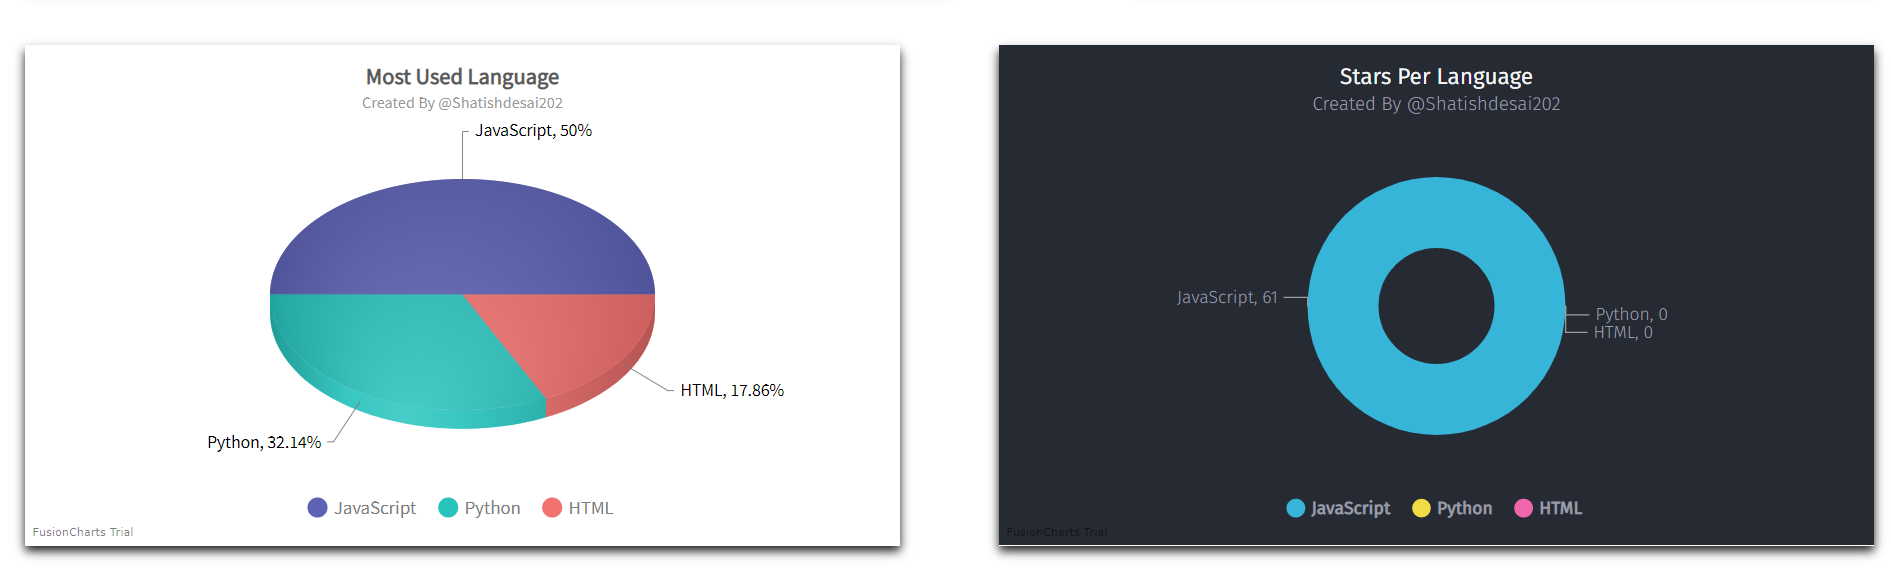 Most Used Language
Created By @Shatishdesai202
JavaScript, 50%
HTML, 17.86%
Python, 32.14%
JavaScript Python HTML
FusionCharts Trial
Stars Per Language
Created By @Shatishdesai202
JavaScript, 61
Python, 0
HTML, 0
JavaScript Python HTML
FusionCharts Trial